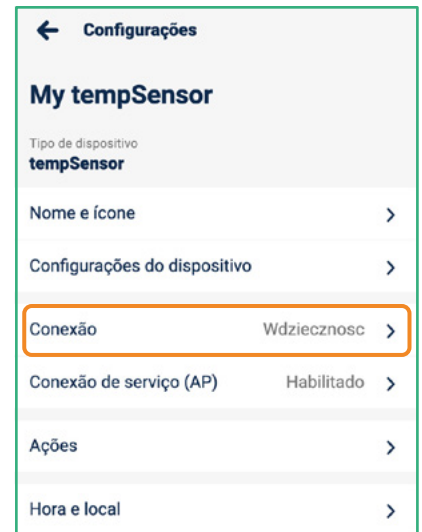 Configurações
My tempSensor
Tipo de dispositivo
tempSensor
Nome e ícone
Configurações do dispositivo
Conexão Wdziecznosc
Conexão de serviço (AP) Habilitado
Ações
Hora e local